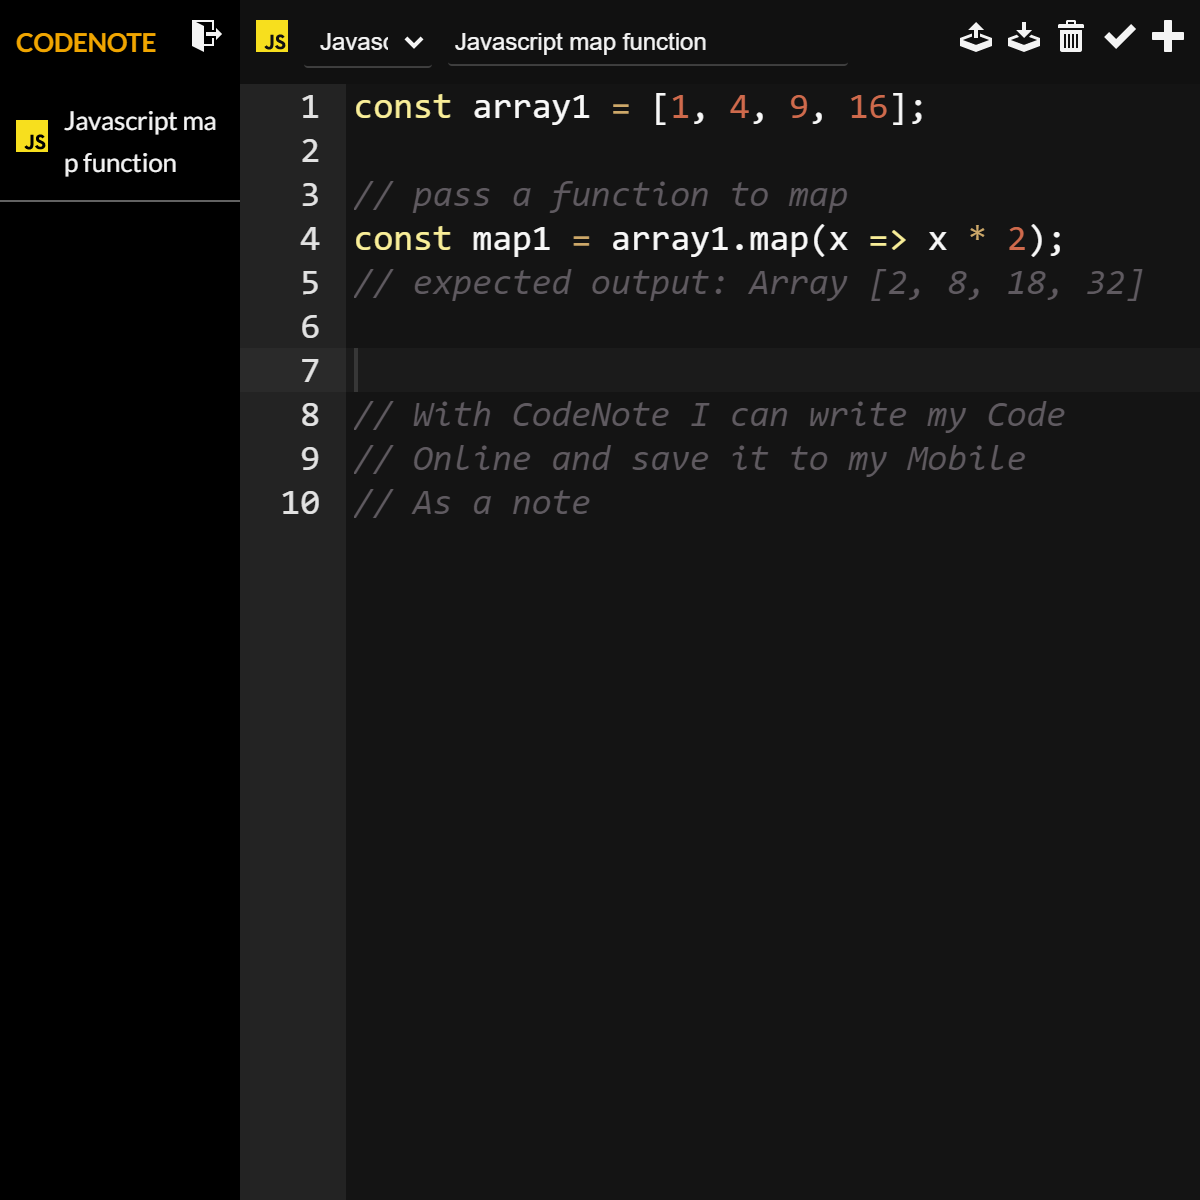 CODENOTE
JS
Javasc
Javascript map function
JS
Javascript ma
p function
1 const array1 = [1, 4, 9, 16];
2
3 // pass a function to map
4 const map1 = array1.map(x => x * 2);
5 // expected output: Array [2, 8, 18, 32]
6
7
8 // With CodeNote I can write my Code
9 // Online and save it to my Mobile
10 // As a note